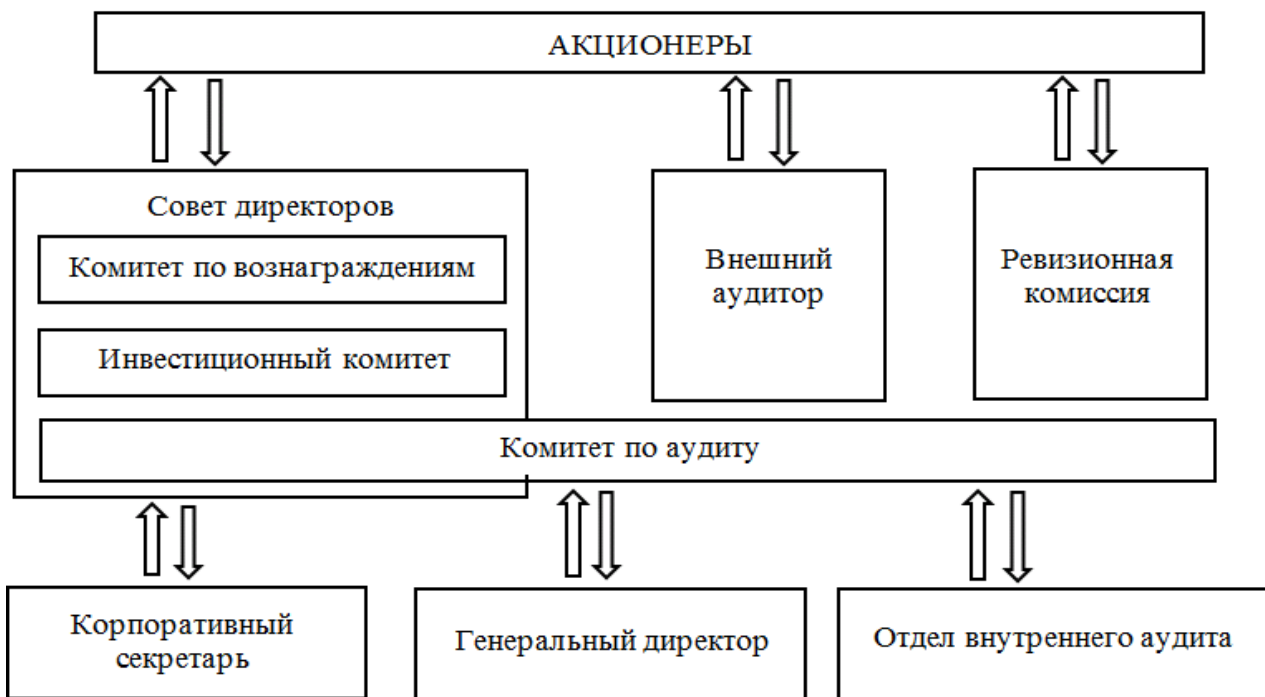 АКЦИОНЕРЫ
Совет директоров
Комитет по вознаграждениям
Инвестиционный комитет
Внешний
аудитор
Ревизионная
комиссия
Комитет по аудиту
Корпоративный
секретарь
Генеральный директор
Отдел внутреннего аудита